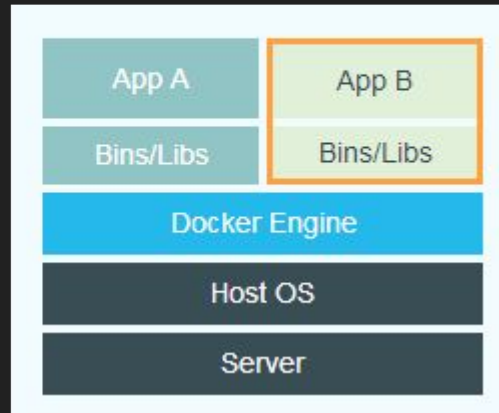 App A
App B
Bins/Libs
Bins/Libs
Docker Engine
Host OS
Server